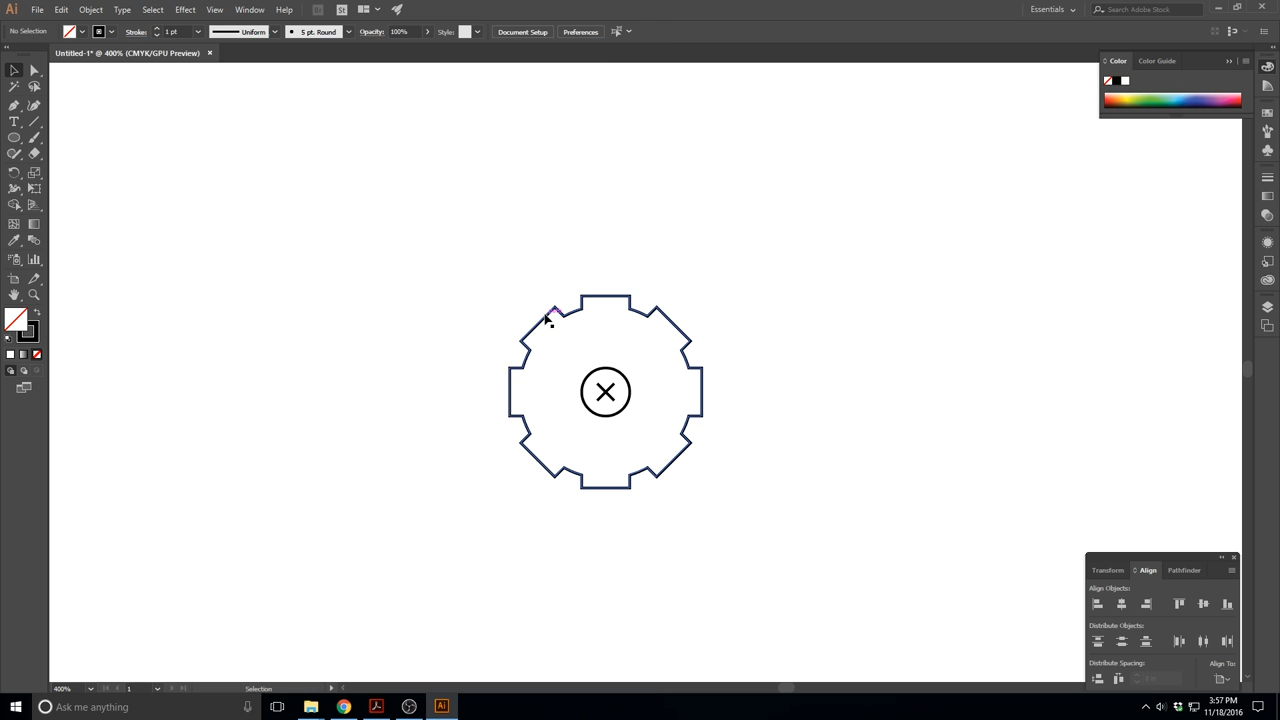 Ai File Edit Object Type Select Effect View Window Help Br St Essentials Search Adobe Stock
No Selection Stroke: 1 pt Uniform 5 pt. Round Opacity: 100% Style: Document Setup Preferences
Untitled-1* @ 400% (CMYK/GPU Preview) ×
Color Color Guide
Transform Align Pathfinder
Align Objects:
Distribute Objects:
Distribute Spacing: Align To:
400% 1 Selection
Ask me anything
Ai
3:57 PM
11/18/2016